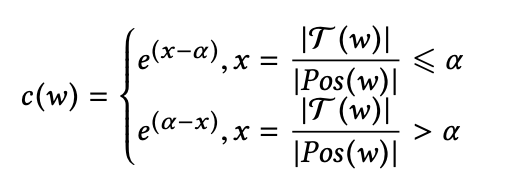 c(w) = { e^(x−α), x = |𝒯(w)| / |Pos(w)| ⩽ α
e^(α−x), x = |𝒯(w)| / |Pos(w)| > α